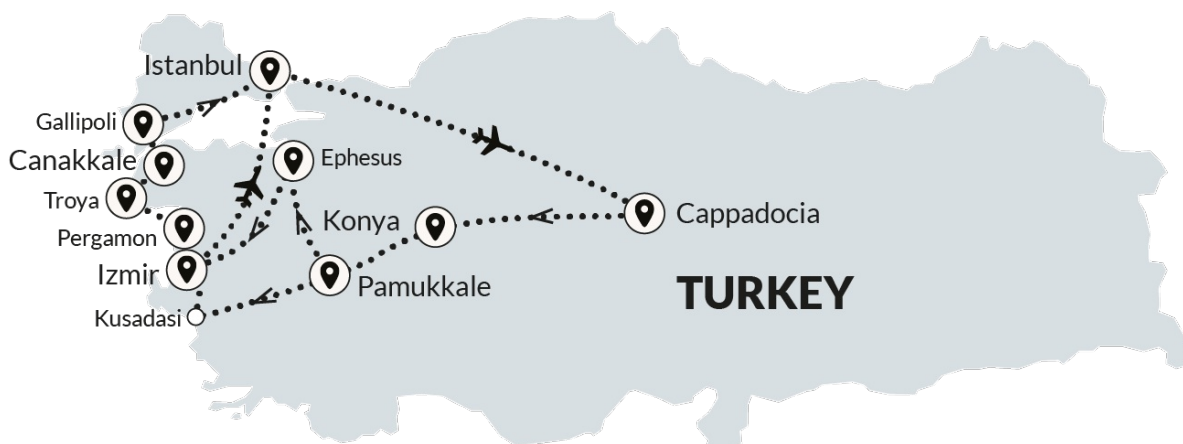 Istanbul
Gallipoli
Canakkale
Ephesus
Troya
Konya
Cappadocia
Pergamon
Izmir
Pamukkale
TURKEY
Kusadasi